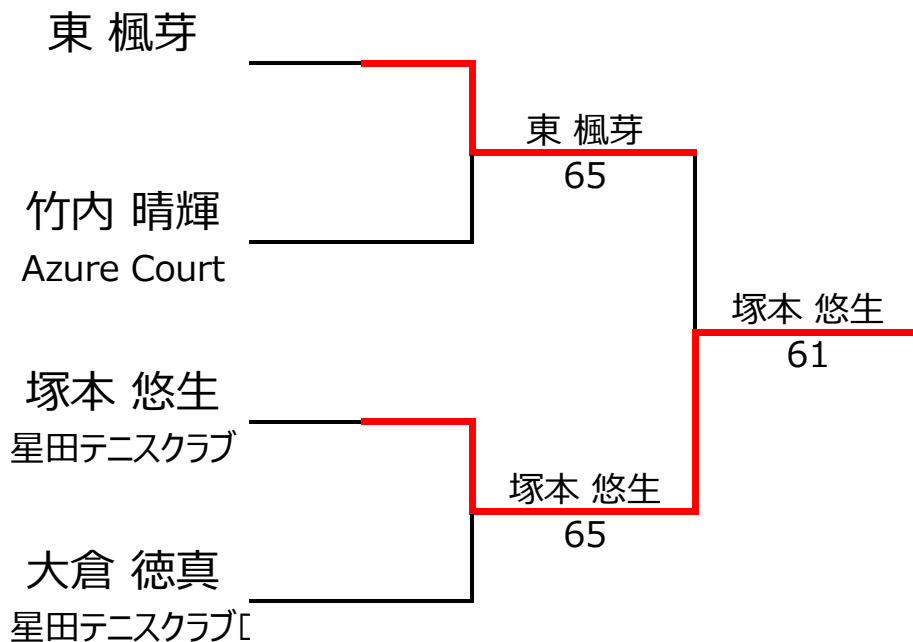 東 楓芽
東 楓芽
65
竹内 晴輝
Azure Court
塚本 悠生
61
塚本 悠生
星田テニスクラブ
塚本 悠生
65
大倉 徳真
星田テニスクラブ